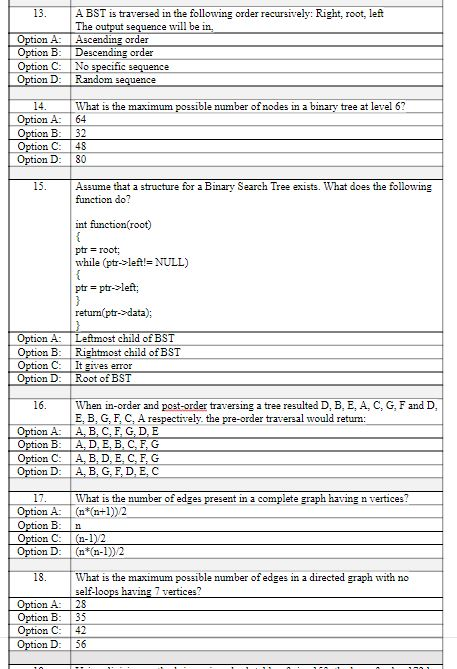 13. A BST is traversed in the following order recursively: Right, root, left
The output sequence will be in,
Option A: Ascending order
Option B: Descending order
Option C: No specific sequence
Option D: Random sequence
14. What is the maximum possible number of nodes in a binary tree at level 6?
Option A: 64
Option B: 32
Option C: 48
Option D: 80
15. Assume that a structure for a Binary Search Tree exists. What does the following
function do?
int function(root)
{
ptr = root;
while (ptr->left!= NULL)
{
ptr = ptr->left;
}
return(ptr->data);
}
Option A: Leftmost child of BST
Option B: Rightmost child of BST
Option C: It gives error
Option D: Root of BST
16. When in-order and post-order traversing a tree resulted D, B, E, A, C, G, F and D,
E, B, G, F, C, A respectively. the pre-order traversal would return:
Option A: A, B, C, F, G, D, E
Option B: A, D, E, B, C, F, G
Option C: A, B, D, E, C, F, G
Option D: A, B, G, F, D, E, C
17. What is the number of edges present in a complete graph having n vertices?
Option A: (n*(n+1))/2
Option B: n
Option C: (n-1)/2
Option D: (n*(n-1))/2
18. What is the maximum possible number of edges in a directed graph with no
self-loops having 7 vertices?
Option A: 28
Option B: 35
Option C: 42
Option D: 56